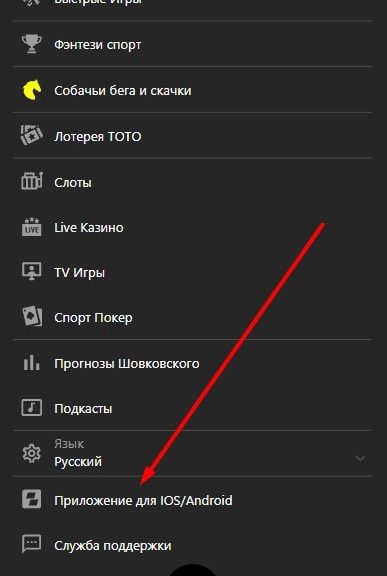 Быстрые Игры
Фэнтези спорт
Собачьи бега и скачки
Лотерея ТОТО
Слоты
LIVE
Live Казино
TV Игры
Спорт Покер
Прогнозы Шовковского
Подкасты
Язык
Русский
Приложение для IOS/Android
Служба поддержки